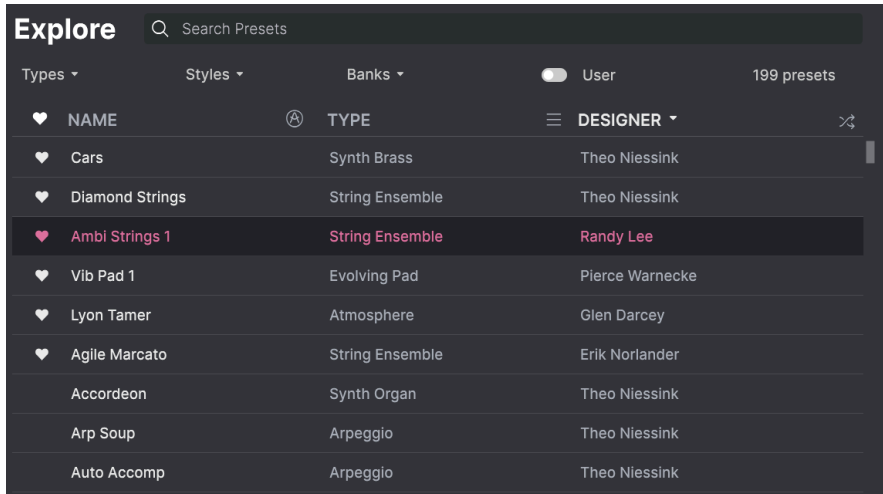 Explore Search Presets
Types Styles Banks User 199 presets
NAME TYPE DESIGNER
Cars Synth Brass Theo Niessink
Diamond Strings String Ensemble Theo Niessink
Ambi Strings 1 String Ensemble Randy Lee
Vib Pad 1 Evolving Pad Pierce Warnecke
Lyon Tamer Atmosphere Glen Darcey
Agile Marcato String Ensemble Erik Norlander
Accordeon Synth Organ Theo Niessink
Arp Soup Arpeggio Theo Niessink
Auto Accomp Arpeggio Theo Niessink